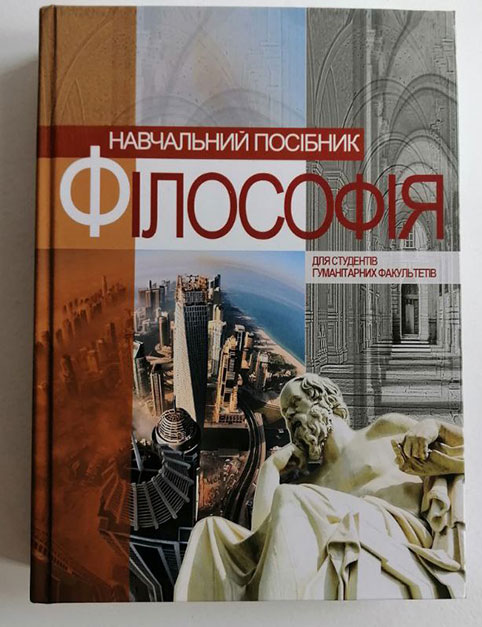 НАВЧАЛЬНИЙ ПОСІБНИК
ФІЛОСОФІЯ
ДЛЯ СТУДЕНТІВ
ГУМАНІТАРНИХ ФАКУЛЬТЕТІВ